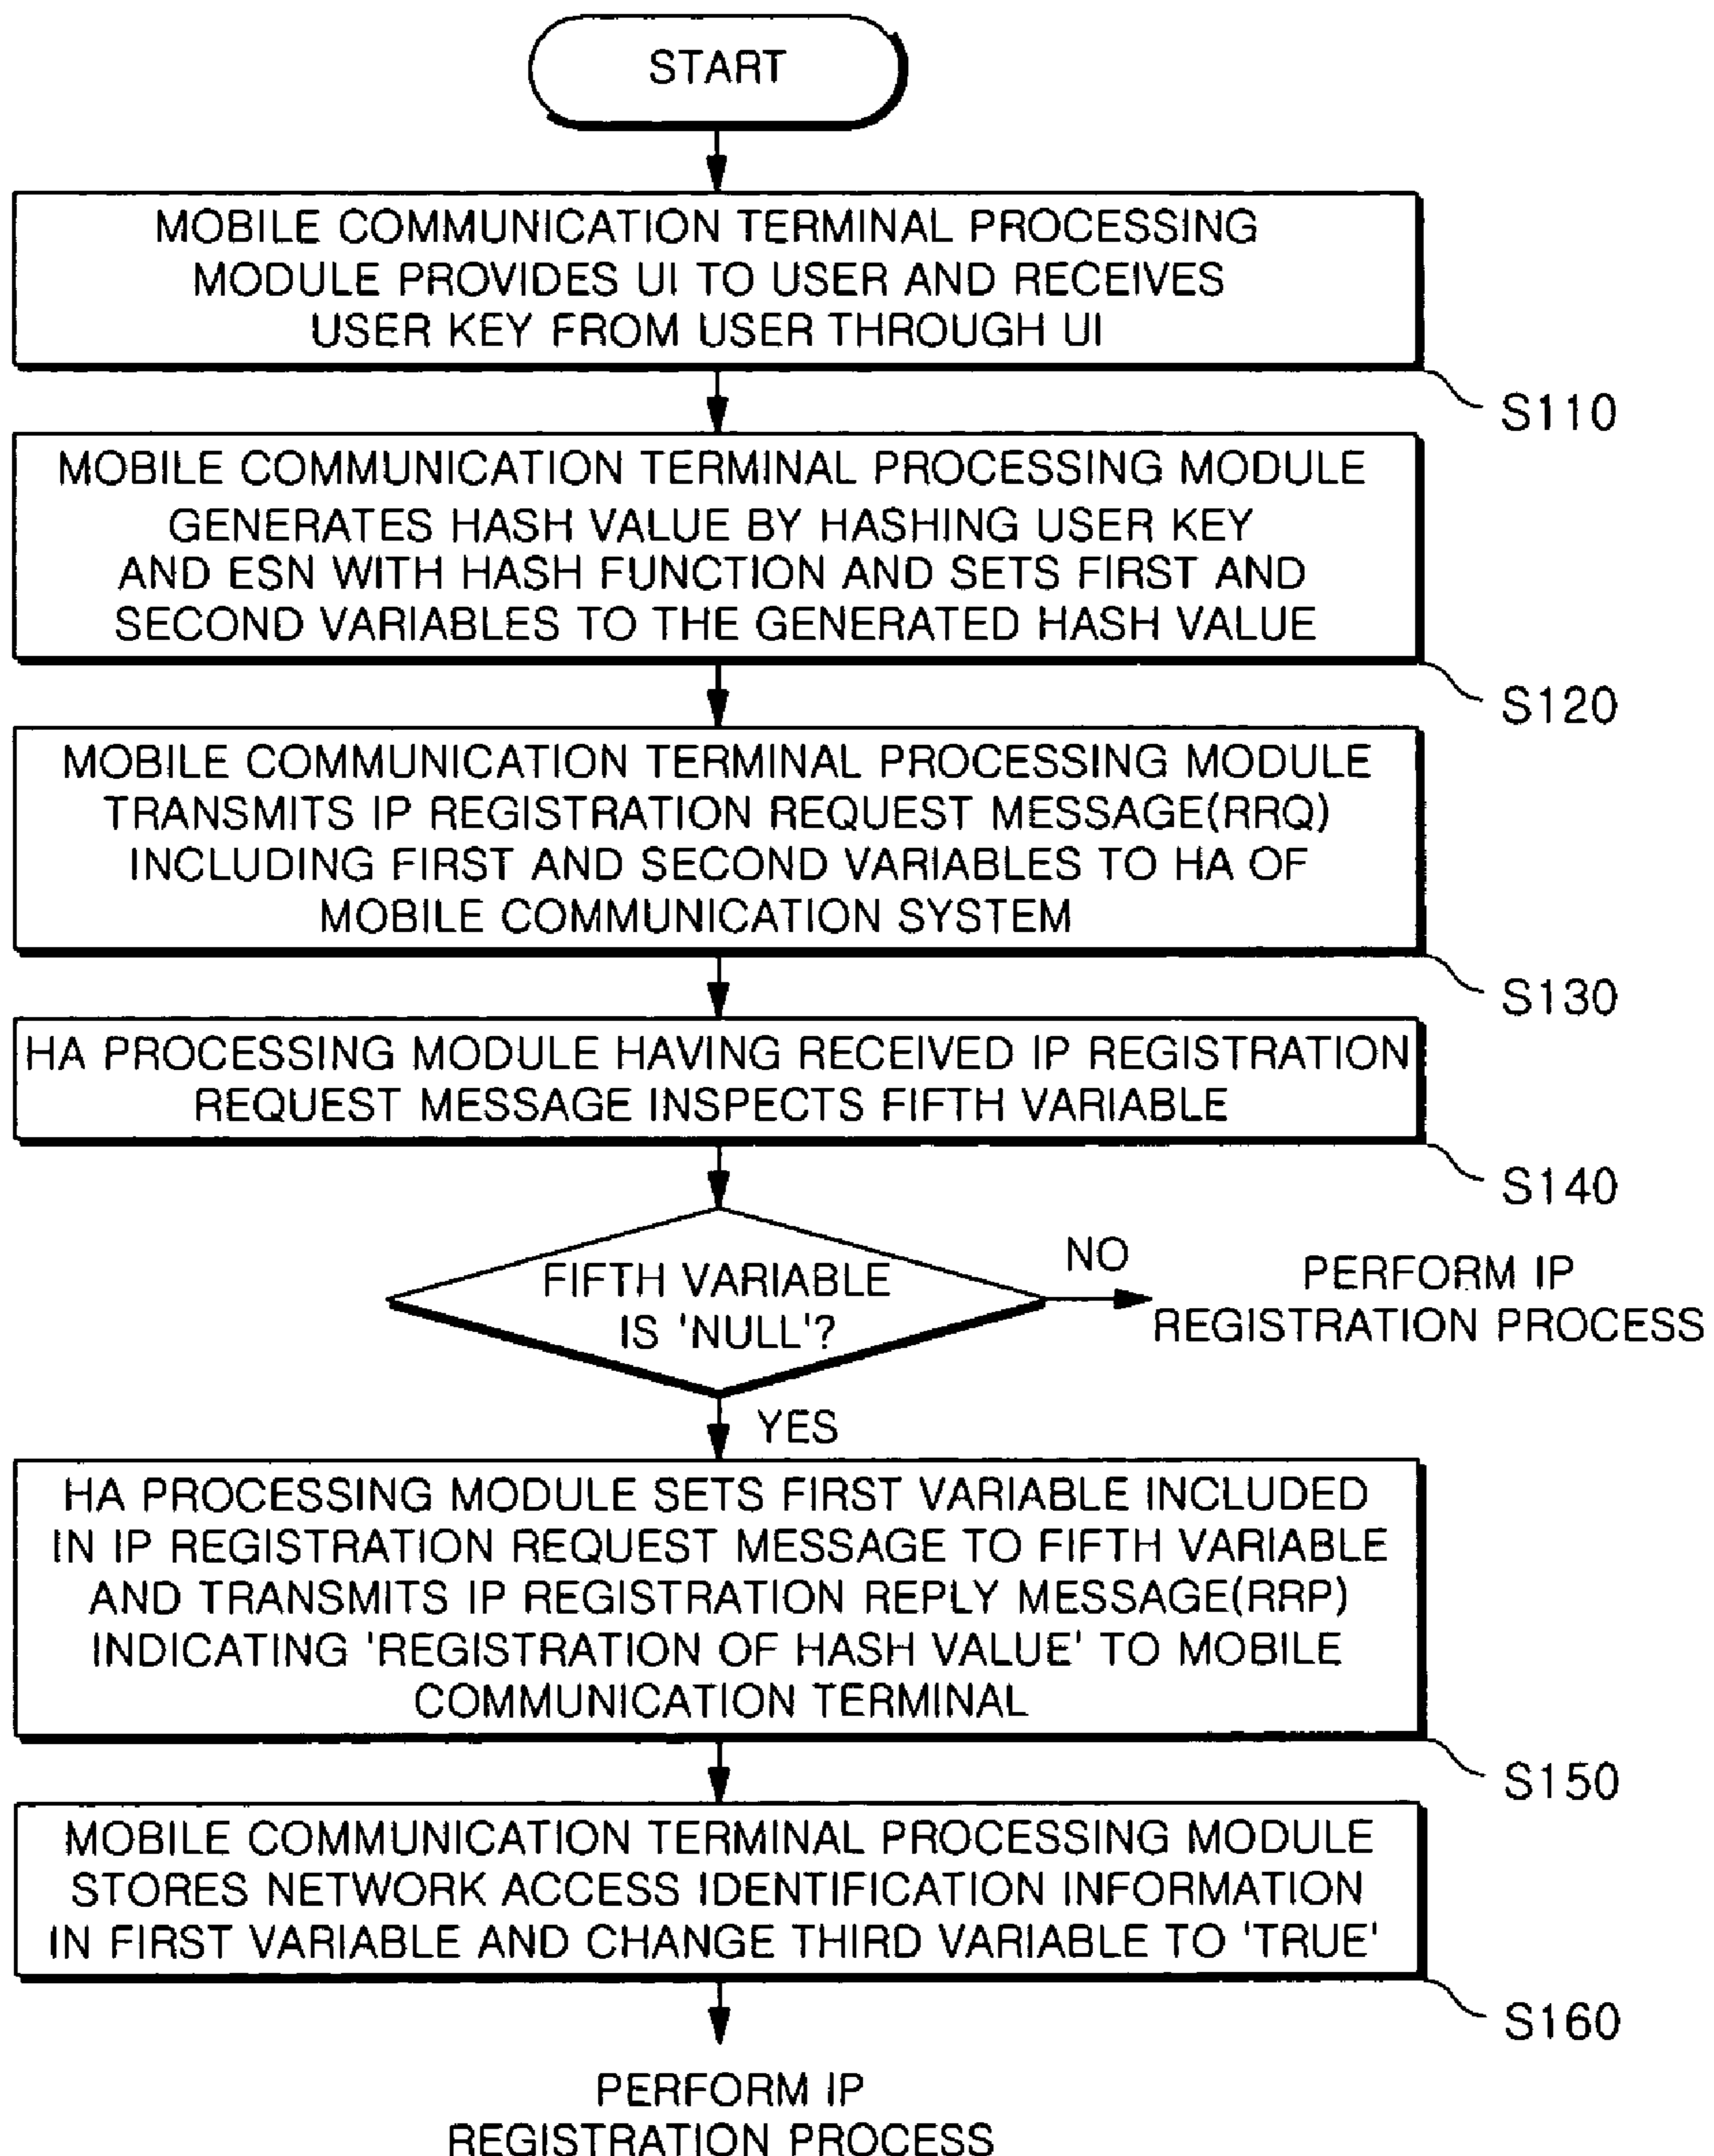 START
MOBILE COMMUNICATION TERMINAL PROCESSING
MODULE PROVIDES UI TO USER AND RECEIVES
USER KEY FROM USER THROUGH UI
S110
MOBILE COMMUNICATION TERMINAL PROCESSING MODULE
GENERATES HASH VALUE BY HASHING USER KEY
AND ESN WITH HASH FUNCTION AND SETS FIRST AND
SECOND VARIABLES TO THE GENERATED HASH VALUE
S120
MOBILE COMMUNICATION TERMINAL PROCESSING MODULE
TRANSMITS IP REGISTRATION REQUEST MESSAGE(RRQ)
INCLUDING FIRST AND SECOND VARIABLES TO HA OF
MOBILE COMMUNICATION SYSTEM
S130
HA PROCESSING MODULE HAVING RECEIVED IP REGISTRATION
REQUEST MESSAGE INSPECTS FIFTH VARIABLE
S140
FIFTH VARIABLE
IS 'NULL'?
NO
PERFORM IP
REGISTRATION PROCESS
YES
HA PROCESSING MODULE SETS FIRST VARIABLE INCLUDED
IN IP REGISTRATION REQUEST MESSAGE TO FIFTH VARIABLE
AND TRANSMITS IP REGISTRATION REPLY MESSAGE(RRP)
INDICATING 'REGISTRATION OF HASH VALUE' TO MOBILE
COMMUNICATION TERMINAL
S150
MOBILE COMMUNICATION TERMINAL PROCESSING MODULE
STORES NETWORK ACCESS IDENTIFICATION INFORMATION
IN FIRST VARIABLE AND CHANGE THIRD VARIABLE TO 'TRUE'
S160
PERFORM IP
REGISTRATION PROCESS